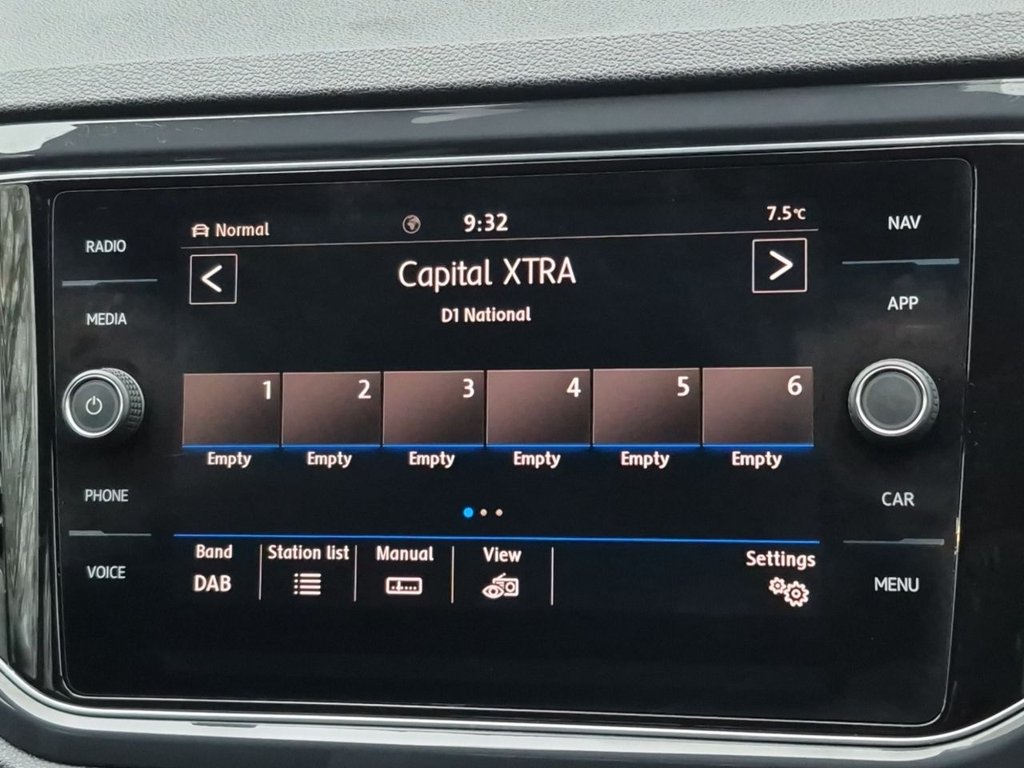 Normal 9:32 7.5°C
RADIO
NAV
< Capital XTRA >
D1 National
MEDIA
APP
1 2 3 4 5 6
Empty Empty Empty Empty Empty Empty
PHONE
CAR
Band Station list Manual View Settings
DAB
VOICE
MENU